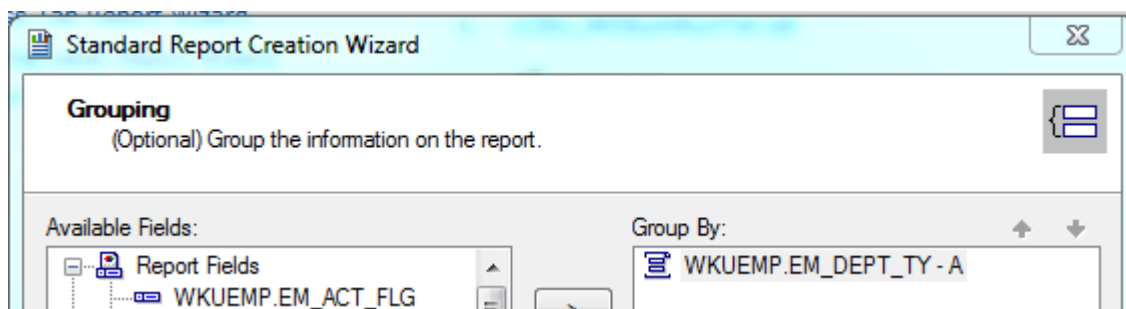 Standard Report Creation Wizard
Grouping
(Optional) Group the information on the report.
Available Fields:
Group By:
Report Fields
WKUEMP.EM_DEPT_TY - A
WKUEMP.EM_ACT_FLG